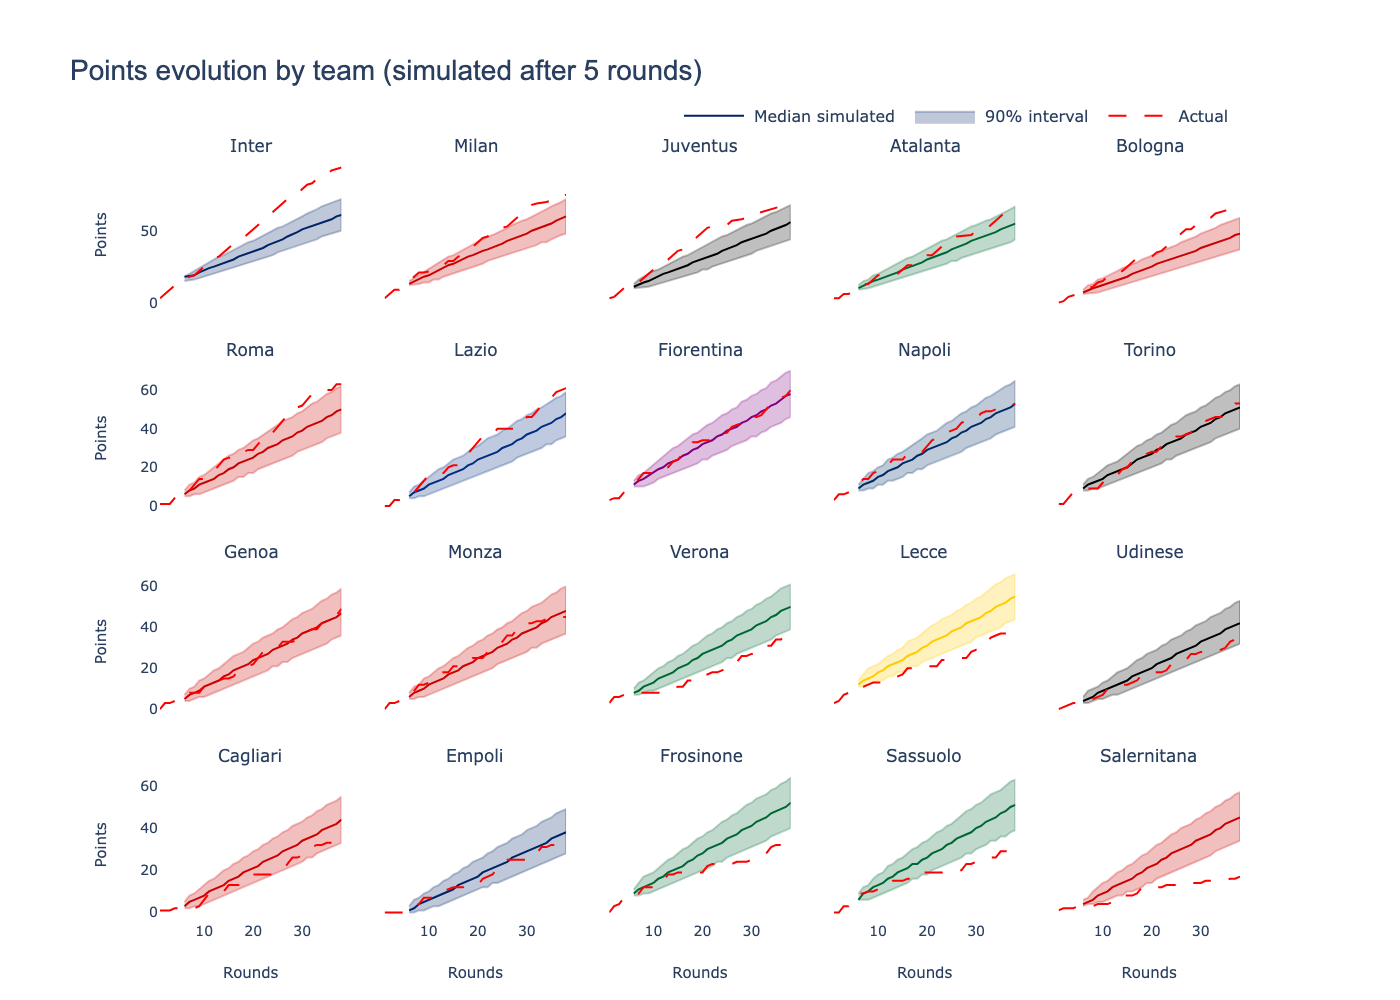 Points evolution by team (simulated after 5 rounds)
Median simulated 90% interval Actual
Inter Milan Juventus Atalanta Bologna
Points
50
0
Roma Lazio Fiorentina Napoli Torino
Points
60
40
20
0
Genoa Monza Verona Lecce Udinese
Points
60
40
20
0
Cagliari Empoli Frosinone Sassuolo Salernitana
Points
60
40
20
0
10 20 30 10 20 30 10 20 30 10 20 30 10 20 30
Rounds Rounds Rounds Rounds Rounds